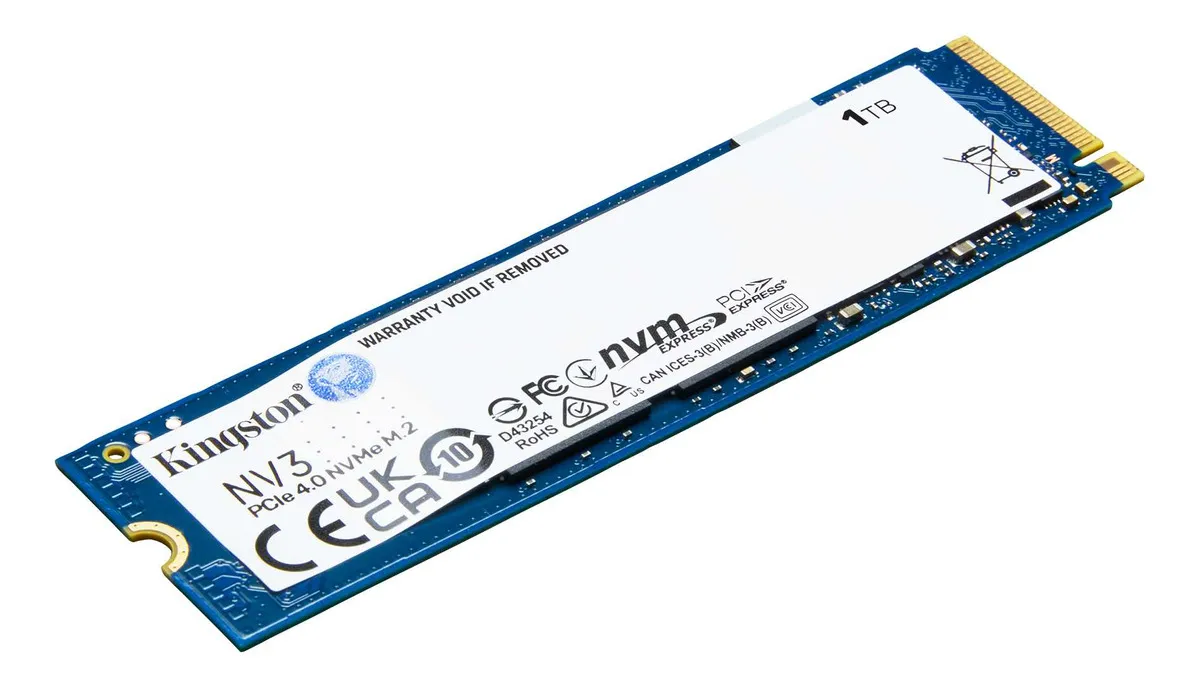 1TB
WARRANTY VOID IF REMOVED
Kingston®
NV3
PCIe 4.0 NVMe M.2
CE UK CA 10
D43254
RoHS
FC
c US
nvm EXPRESS®
PCI EXPRESS®
CAN ICES-3(B)/NMB-3(B)
VCI